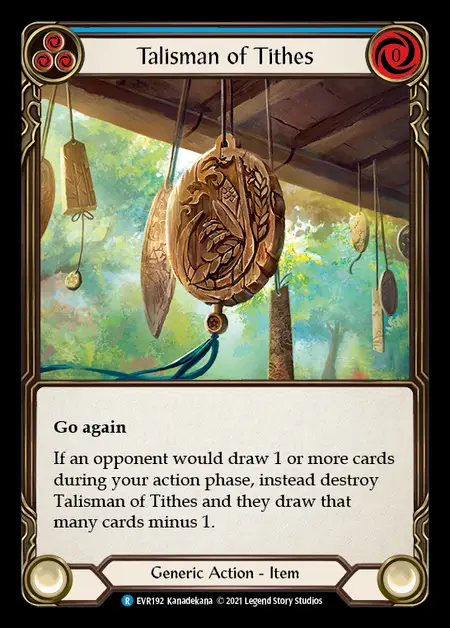 Talisman of Tithes
0
Go again
If an opponent would draw 1 or more cards
during your action phase, instead destroy
Talisman of Tithes and they draw that
many cards minus 1.
Generic Action - Item
R EVR192 Kanadekana © 2021 Legend Story Studios